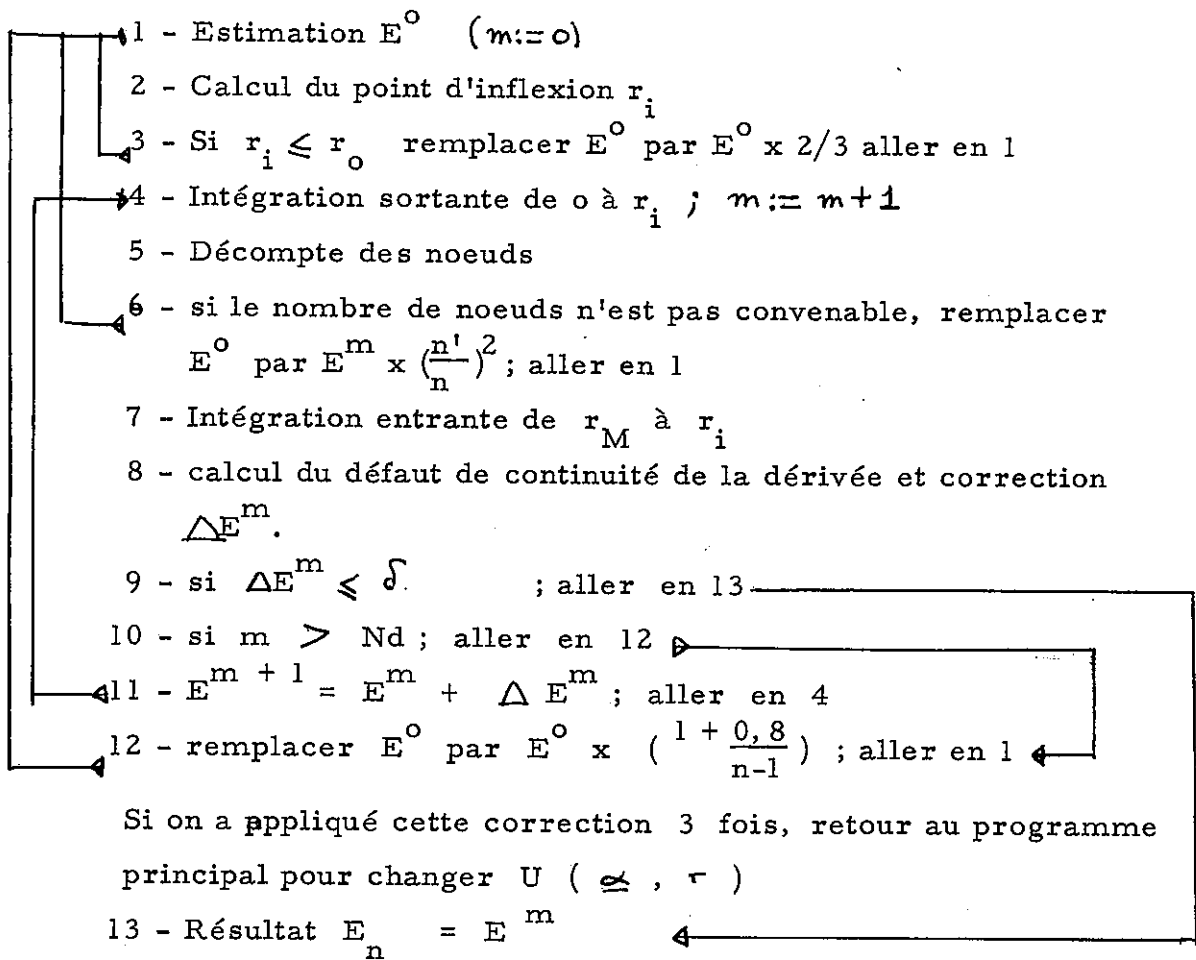 1 - Estimation E° (m:= o)
2 - Calcul du point d'inflexion r_i
3 - Si r_i ⩽ r_o remplacer E° par E° x 2/3 aller en 1
4 - Intégration sortante de o à r_i ; m := m + 1
5 - Décompte des noeuds
6 - si le nombre de noeuds n'est pas convenable, remplacer
E° par E^m x (n'/n)^2 ; aller en 1
7 - Intégration entrante de r_M à r_i
8 - calcul du défaut de continuité de la dérivée et correction
ΔE^m.
9 - si ΔE^m ⩽ δ. ; aller en 13
10 - si m > Nd ; aller en 12
11 - E^{m + 1} = E^m + Δ E^m ; aller en 4
12 - remplacer E° par E° x ( (1 + 0, 8)/(n-1) ) ; aller en 1
Si on a appliqué cette correction 3 fois, retour au programme
principal pour changer U ( α , r )
13 - Résultat E_n = E^m